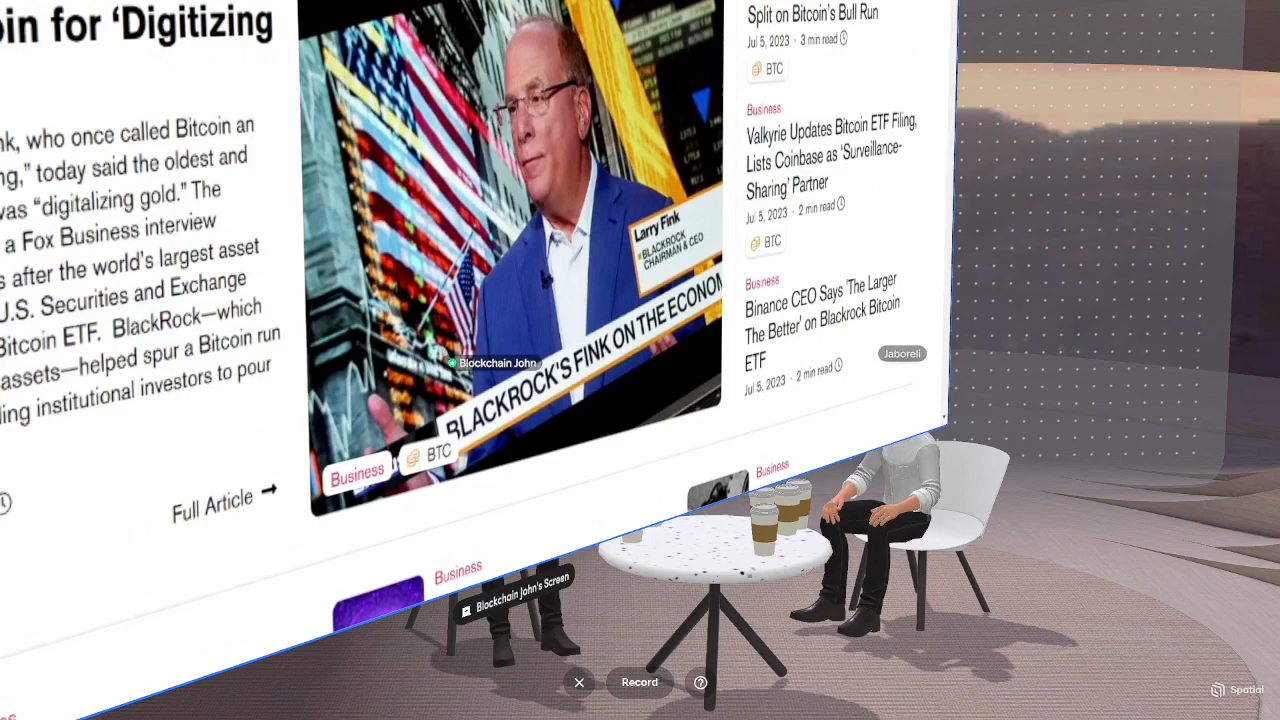 oin for ‘Digitizing
nk, who once called Bitcoin an
ng,” today said the oldest and
was “digitalizing gold.” The
a Fox Business interview
s after the world’s largest asset
U.S. Securities and Exchange
Bitcoin ETF. BlackRock—which
assets—helped spur a Bitcoin run
ling institutional investors to pour
Full Article
Larry Fink
BLACKROCK
CHAIRMAN & CEO
BLACKROCK'S FINK ON THE ECONOM
Blockchain John
Business
BTC
Split on Bitcoin’s Bull Run
Jul 5, 2023 · 3 min read
BTC
Business
Valkyrie Updates Bitcoin ETF Filing,
Lists Coinbase as ‘Surveillance-
Sharing’ Partner
Jul 5, 2023 · 2 min read
BTC
Business
Binance CEO Says 'The Larger
The Better' on Blackrock Bitcoin
ETF
Jul 5, 2023 · 2 min read
Jaboreli
Business
Business
Blockchain John's Screen
Record
Spatial